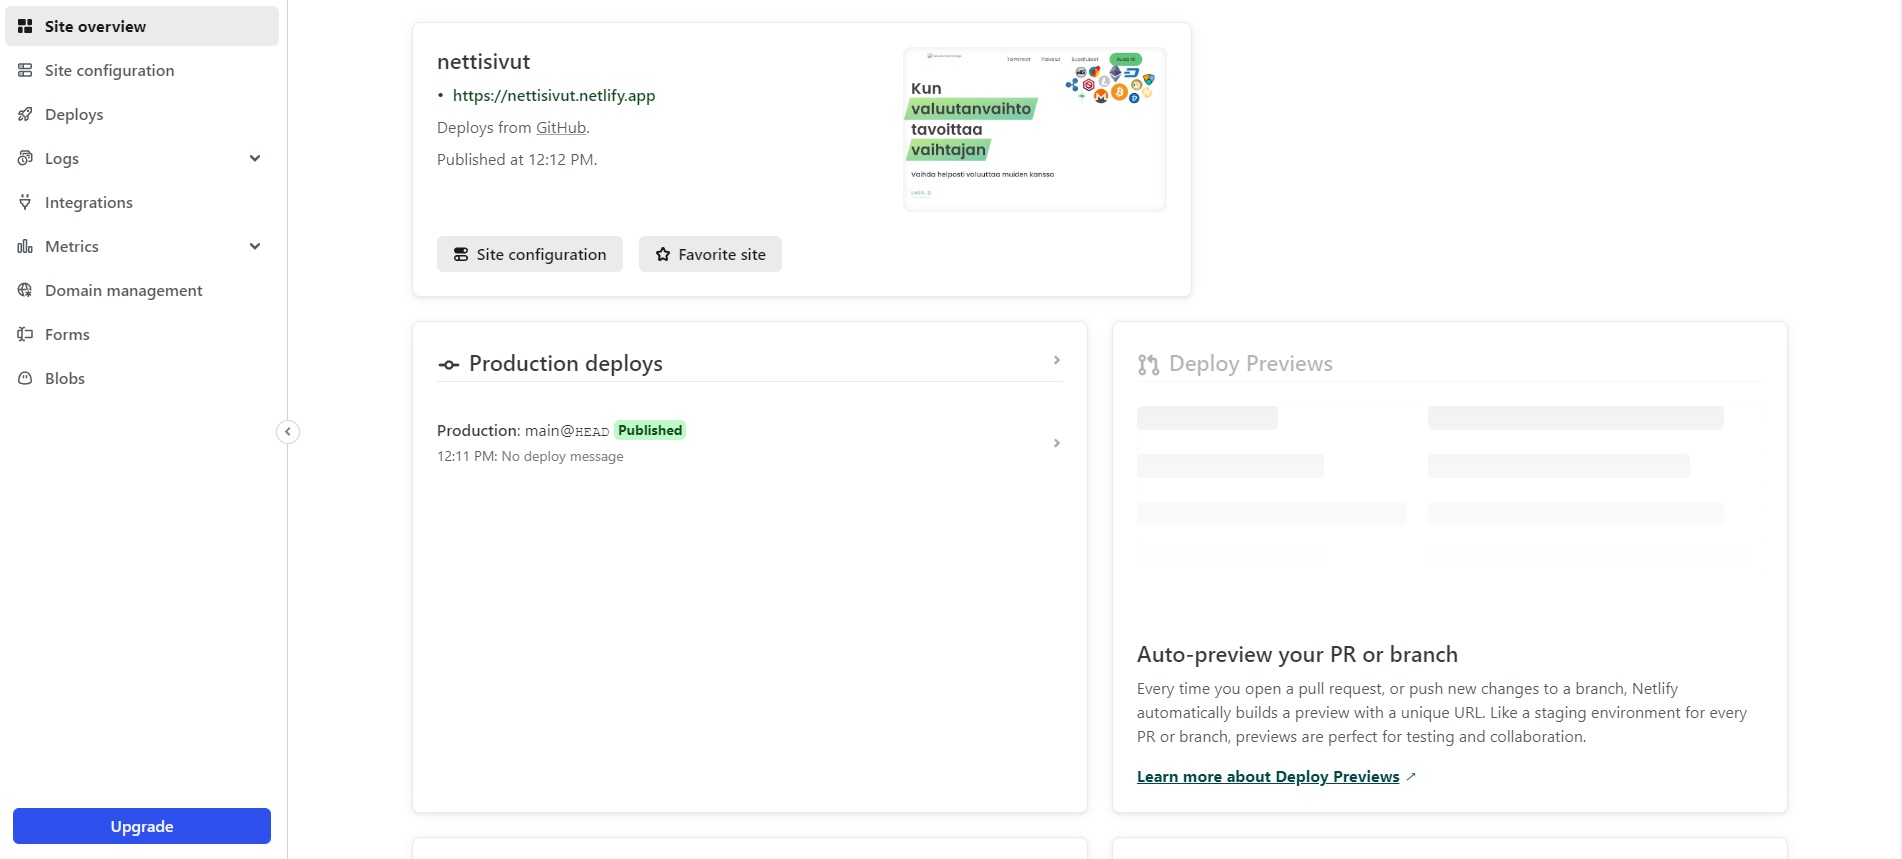 Site overview
Site configuration
Deploys
Logs
Integrations
Metrics
Domain management
Forms
Blobs
Upgrade
nettisivut
• https://nettisivut.netlify.app
Deploys from GitHub.
Published at 12:12 PM.
Toiminnot Palvelut Suositukset
Kun
valuutanvaihto
tavoittaa
vaihtajan
Vaihda helposti valuuttaa muiden kanssa
Site configuration
Favorite site
Production deploys
Production: main@HEAD Published
12:11 PM: No deploy message
Deploy Previews
Auto-preview your PR or branch
Every time you open a pull request, or push new changes to a branch, Netlify
automatically builds a preview with a unique URL. Like a staging environment for every
PR or branch, previews are perfect for testing and collaboration.
Learn more about Deploy Previews ↗